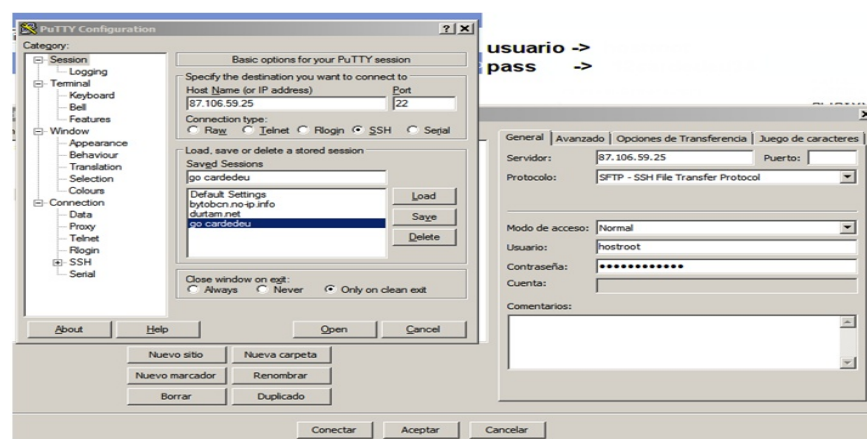 PuTTY Configuration
Category:
Session
Logging
Terminal
Keyboard
Bell
Features
Window
Appearance
Behaviour
Translation
Selection
Colours
Connection
Data
Proxy
Telnet
Rlogin
SSH
Serial
Basic options for your PuTTY session
Specify the destination you want to connect to
Host Name (or IP address) Port
87.106.59.25 22
Connection type:
Raw Telnet Rlogin SSH Serial
Load, save or delete a stored session
Saved Sessions
go cardedeu
Default Settings
bytobcn.no-ip.info
durtam.net
go cardedeu
Load
Save
Delete
Close window on exit:
Always Never Only on clean exit
About Help Open Cancel
usuario ->
pass ->
General Avanzado Opciones de Transferencia Juego de caracteres
Servidor: 87.106.59.25 Puerto:
Protocolo: SFTP - SSH File Transfer Protocol
Modo de acceso: Normal
Usuario: hostroot
Contraseña: ●●●●●●●●●●●●
Cuenta:
Comentarios:
Nuevo sitio Nueva carpeta
Nuevo marcador Renombrar
Borrar Duplicado
Conectar Aceptar Cancelar